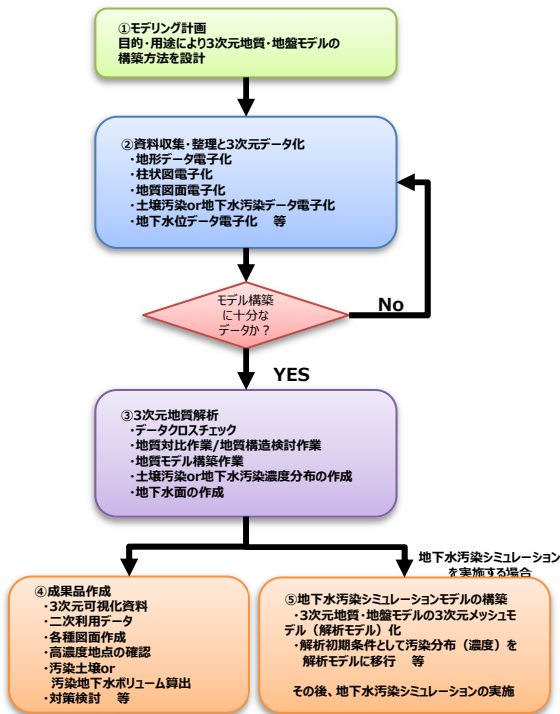 ①モデリング計画
目的・用途により3次元地質・地盤モデルの
構築方法を設計
②資料収集・整理と3次元データ化
・地形データ電子化
・柱状図電子化
・地質図面電子化
・土壌汚染or地下水汚染データ電子化
・地下水位データ電子化 等
モデル構築
に十分な
データか？
No
YES
③3次元地質解析
・データクロスチェック
・地質対比作業/地質構造検討作業
・地質モデル構築作業
・土壌汚染or地下水汚染濃度分布の作成
・地下水面の作成
地下水汚染シミュレーション
を実施する場合
④成果品作成
・3次元可視化資料
・二次利用データ
・各種図面作成
・高濃度地点の確認
・汚染土壌or
汚染地下水ボリューム算出
・対策検討 等
⑤地下水汚染シミュレーションモデルの構築
・3次元地質・地盤モデルの3次元メッシュモ
デル（解析モデル）化
・解析初期条件として汚染分布（濃度）を
解析モデルに移行 等
その後、地下水汚染シミュレーションの実施